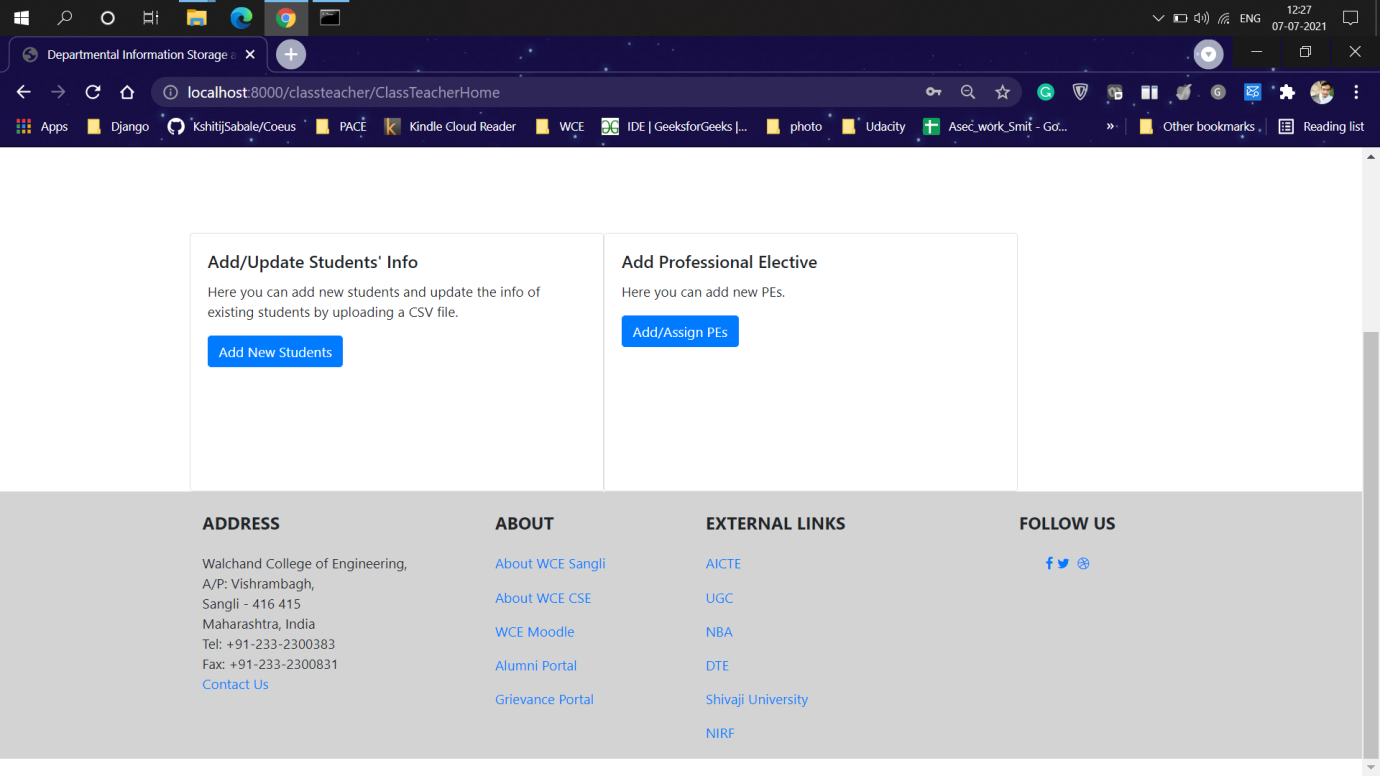 12:27
ENG
07-07-2021
Departmental Information Storage a
localhost:8000/classteacher/ClassTeacherHome
Apps Django KshitijSabale/Coeus PACE Kindle Cloud Reader WCE IDE | GeeksforGeeks |... photo Udacity Asec_work_Smit - Go... » Other bookmarks Reading list
Add/Update Students' Info
Here you can add new students and update the info of
existing students by uploading a CSV file.
Add New Students
Add Professional Elective
Here you can add new PEs.
Add/Assign PEs
ADDRESS
Walchand College of Engineering,
A/P: Vishrambagh,
Sangli - 416 415
Maharashtra, India
Tel: +91-233-2300383
Fax: +91-233-2300831
Contact Us
ABOUT
About WCE Sangli
About WCE CSE
WCE Moodle
Alumni Portal
Grievance Portal
EXTERNAL LINKS
AICTE
UGC
NBA
DTE
Shivaji University
NIRF
FOLLOW US